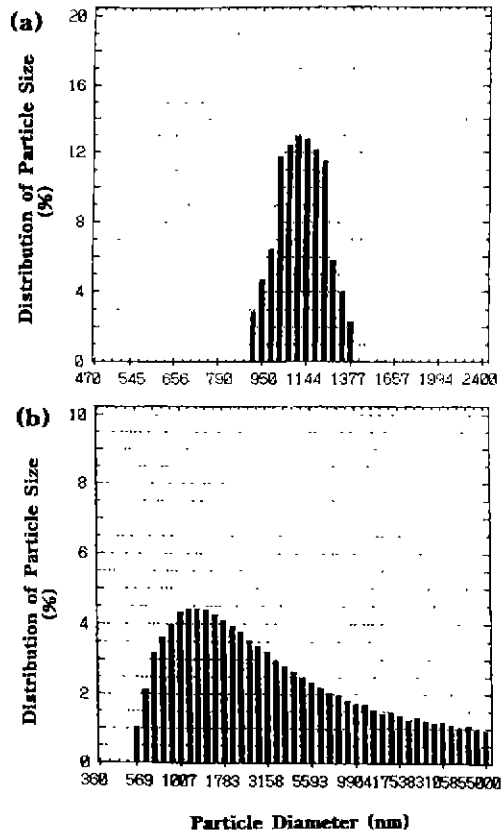 (a)
Distribution of Particle Size
(%)
20
16
12
8
4
0
470 545 656 790 950 1144 1377 1657 1994 2400
(b)
Distribution of Particle Size
(%)
10
8
6
4
2
0
360 569 1007 1783 3158 5593
Particle Diameter (nm)